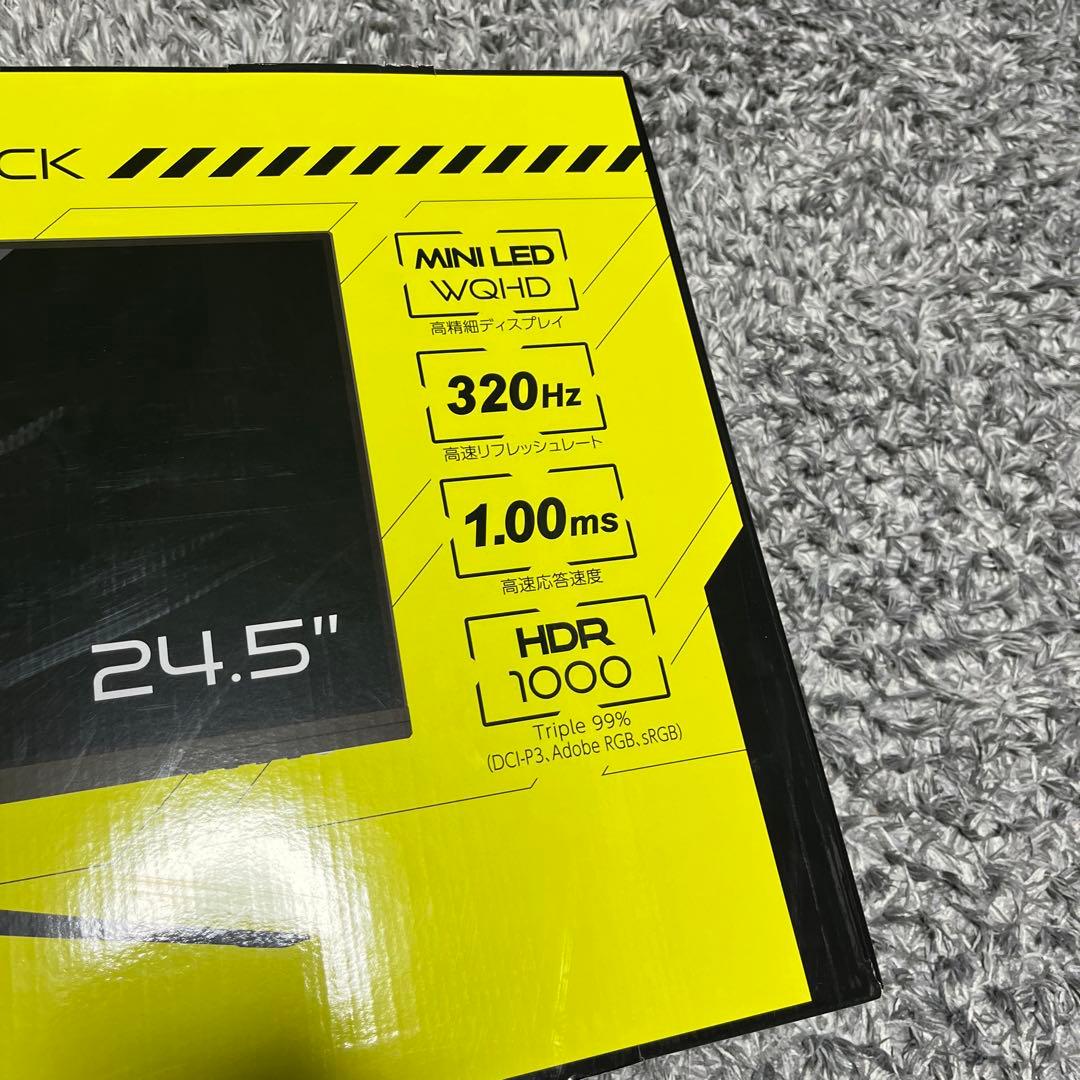 CK
MINI LED
WQHD
高精細ディスプレイ
320Hz
高速リフレッシュレート
1.00ms
高速応答速度
HDR
1000
Triple 99%
(DCI-P3、Adobe RGB、sRGB)
24.5"